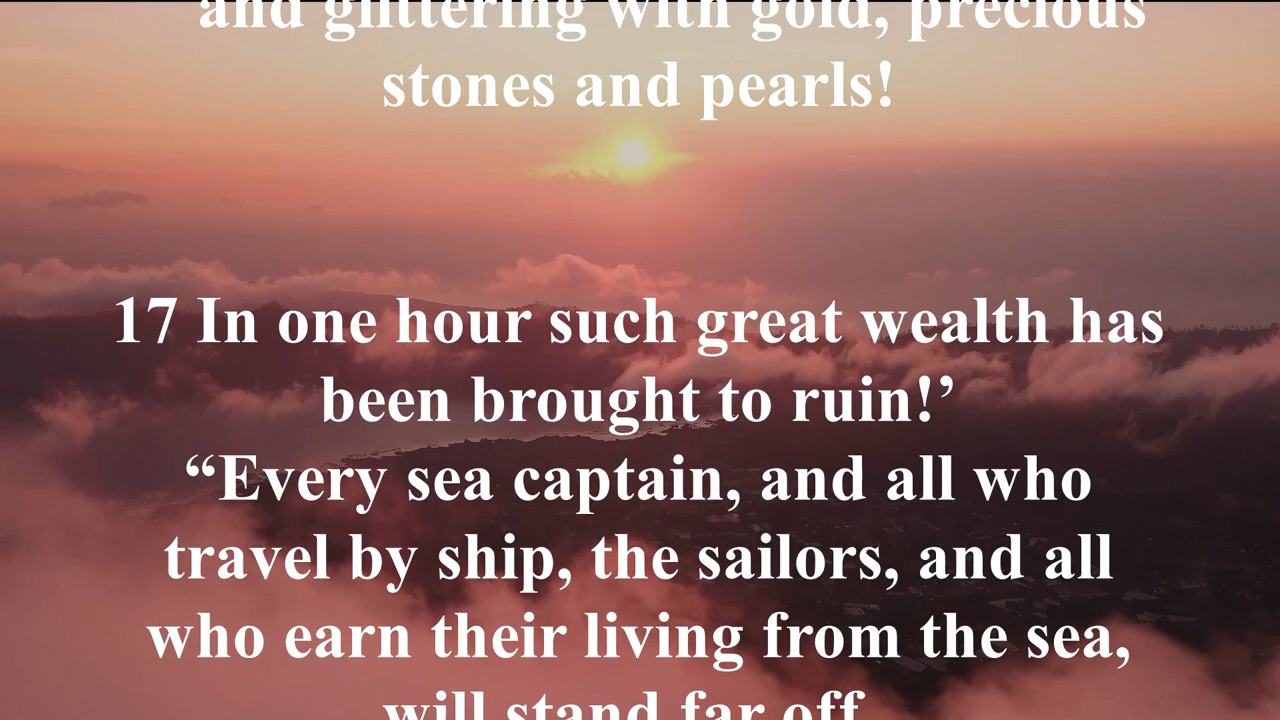 and glittering with gold, precious
stones and pearls!
17 In one hour such great wealth has
been brought to ruin!’
“Every sea captain, and all who
travel by ship, the sailors, and all
who earn their living from the sea,
will stand far off